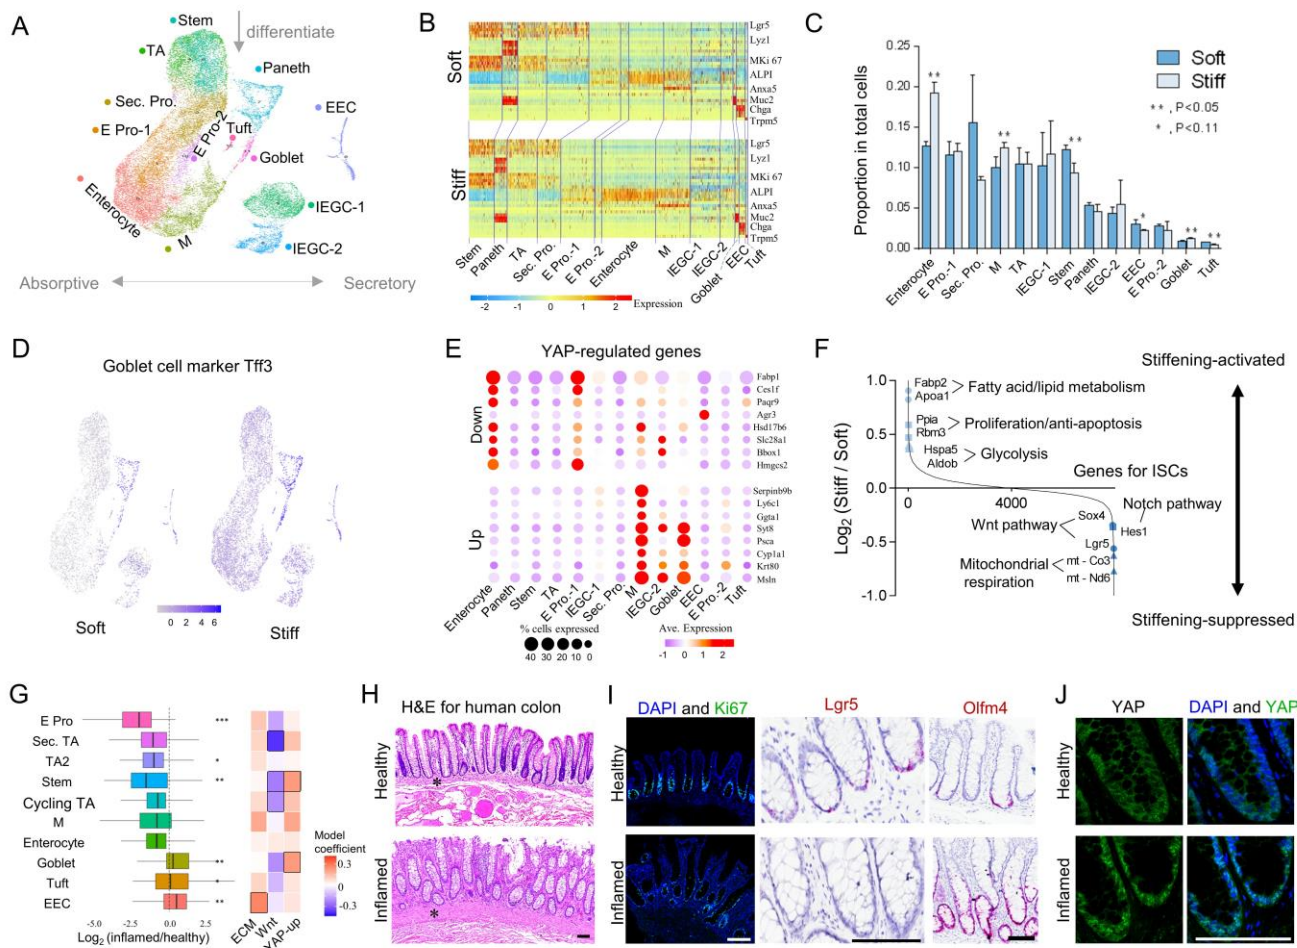 A
Stem
differentiate
TA
Paneth
Sec. Pro.
EEC
E Pro-1
E Pro-2
Tuft
Goblet
Enterocyte
M
IEGC-1
IEGC-2
Absorptive
Secretory
B
Soft
Lgr5
Lyz1
MKi 67
ALPI
Anxa5
Muc2
Chga
Trpm5
Stiff
Lgr5
Lyz1
MKi 67
ALPI
Anxa5
Muc2
Chga
Trpm5
Stem
Paneth
TA
Sec. Pro.
E Pro.-1
E Pro.-2
Enterocyte
M
IEGC-1
IEGC-2
Goblet
EEC
Tuft
-2 -1 0 1 2 Expression
C
Proportion in total cells
0.25
0.20
0.15
0.10
0.05
0.00
Soft
Stiff
* * , P<0.05
* , P<0.11
* *
* *
* *
*
* *
* *
Enterocyte
E Pro.-1
Sec. Pro.
M
TA
IEGC-1
Stem
Paneth
IEGC-2
EEC
E Pro.-2
Goblet
Tuft
D
Goblet cell marker Tff3
0 2 4 6
Soft
Stiff
E
YAP-regulated genes
Down
Fabp1
Ces1f
Paqr9
Agr3
Hsd17b6
Slc28a1
Bbox1
Hmgcs2
Up
Serpinb9b
Ly6c1
Ggta1
Syt8
Psca
Cyp1a1
Krt80
Msln
Enterocyte
Paneth
Stem
TA
E Pro.-1
IEGC-1
Sec. Pro.
M
IEGC-2
Goblet
EEC
E Pro.-2
Tuft
% cells expressed
40 30 20 10 0
Ave. Expression
-1 0 1 2
F
Stiffening-activated
Log2 (Stiff / Soft)
1.0
0.5
0.0
-0.5
-1.0
Fabp2
Apoa1
Fatty acid/lipid metabolism
Ppia
Rbm3
Proliferation/anti-apoptosis
Hspa5
Aldob
Glycolysis
Genes for ISCs
0
4000
Notch pathway
Sox4
Wnt pathway
Hes1
Lgr5
Mitochondrial
respiration
mt - Co3
mt - Nd6
Stiffening-suppressed
G
E Pro
Sec. TA
TA2
Stem
Cycling TA
M
Enterocyte
Goblet
Tuft
EEC
***
*
**
**
*
**
-5.0 -2.5 0.0 2.5 5.0
Log2 (inflamed/healthy)
ECM
Wnt
YAP-up
Model
coefficient
0.3
0.0
-0.3
H
H&E for human colon
Healthy
*
Inflamed
*
I
DAPI and Ki67
Lgr5
Olfm4
Healthy
Inflamed
J
YAP
DAPI and YAP
Healthy
Inflamed